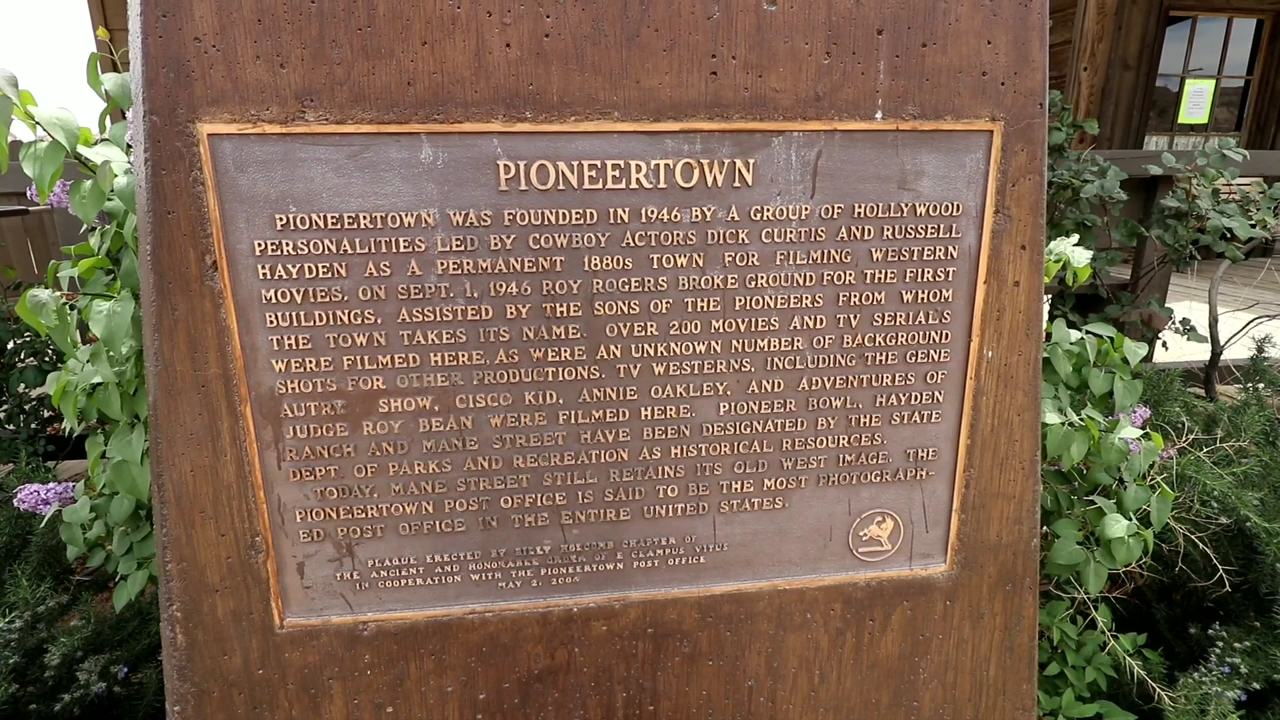 PIONEERTOWN
PIONEERTOWN WAS FOUNDED IN 1946 BY A GROUP OF HOLLYWOOD
PERSONALITIES LED BY COWBOY ACTORS DICK CURTIS AND RUSSELL
HAYDEN AS A PERMANENT 1880s TOWN FOR FILMING WESTERN
MOVIES. ON SEPT. 1, 1946 ROY ROGERS BROKE GROUND FOR THE FIRST
BUILDINGS, ASSISTED BY THE SONS OF THE PIONEERS FROM WHOM
THE TOWN TAKES ITS NAME. OVER 200 MOVIES AND TV SERIALS
WERE FILMED HERE, AS WERE AN UNKNOWN NUMBER OF BACKGROUND
SHOTS FOR OTHER PRODUCTIONS. TV WESTERNS, INCLUDING THE GENE
AUTRY SHOW, CISCO KID, ANNIE OAKLEY, AND ADVENTURES OF
JUDGE ROY BEAN WERE FILMED HERE. PIONEER BOWL, HAYDEN
RANCH AND MANE STREET HAVE BEEN DESIGNATED BY THE STATE
DEPT. OF PARKS AND RECREATION AS HISTORICAL RESOURCES.
TODAY, MANE STREET STILL RETAINS ITS OLD WEST IMAGE. THE
PIONEERTOWN POST OFFICE IS SAID TO BE THE MOST PHOTOGRAPH-
ED POST OFFICE IN THE ENTIRE UNITED STATES.
PLAQUE ERECTED BY BILLY HOLCOMB CHAPTER OF
THE ANCIENT AND HONORABLE ORDER OF E CLAMPUS VITUS
IN COOPERATION WITH THE PIONEERTOWN POST OFFICE
MAY 2,